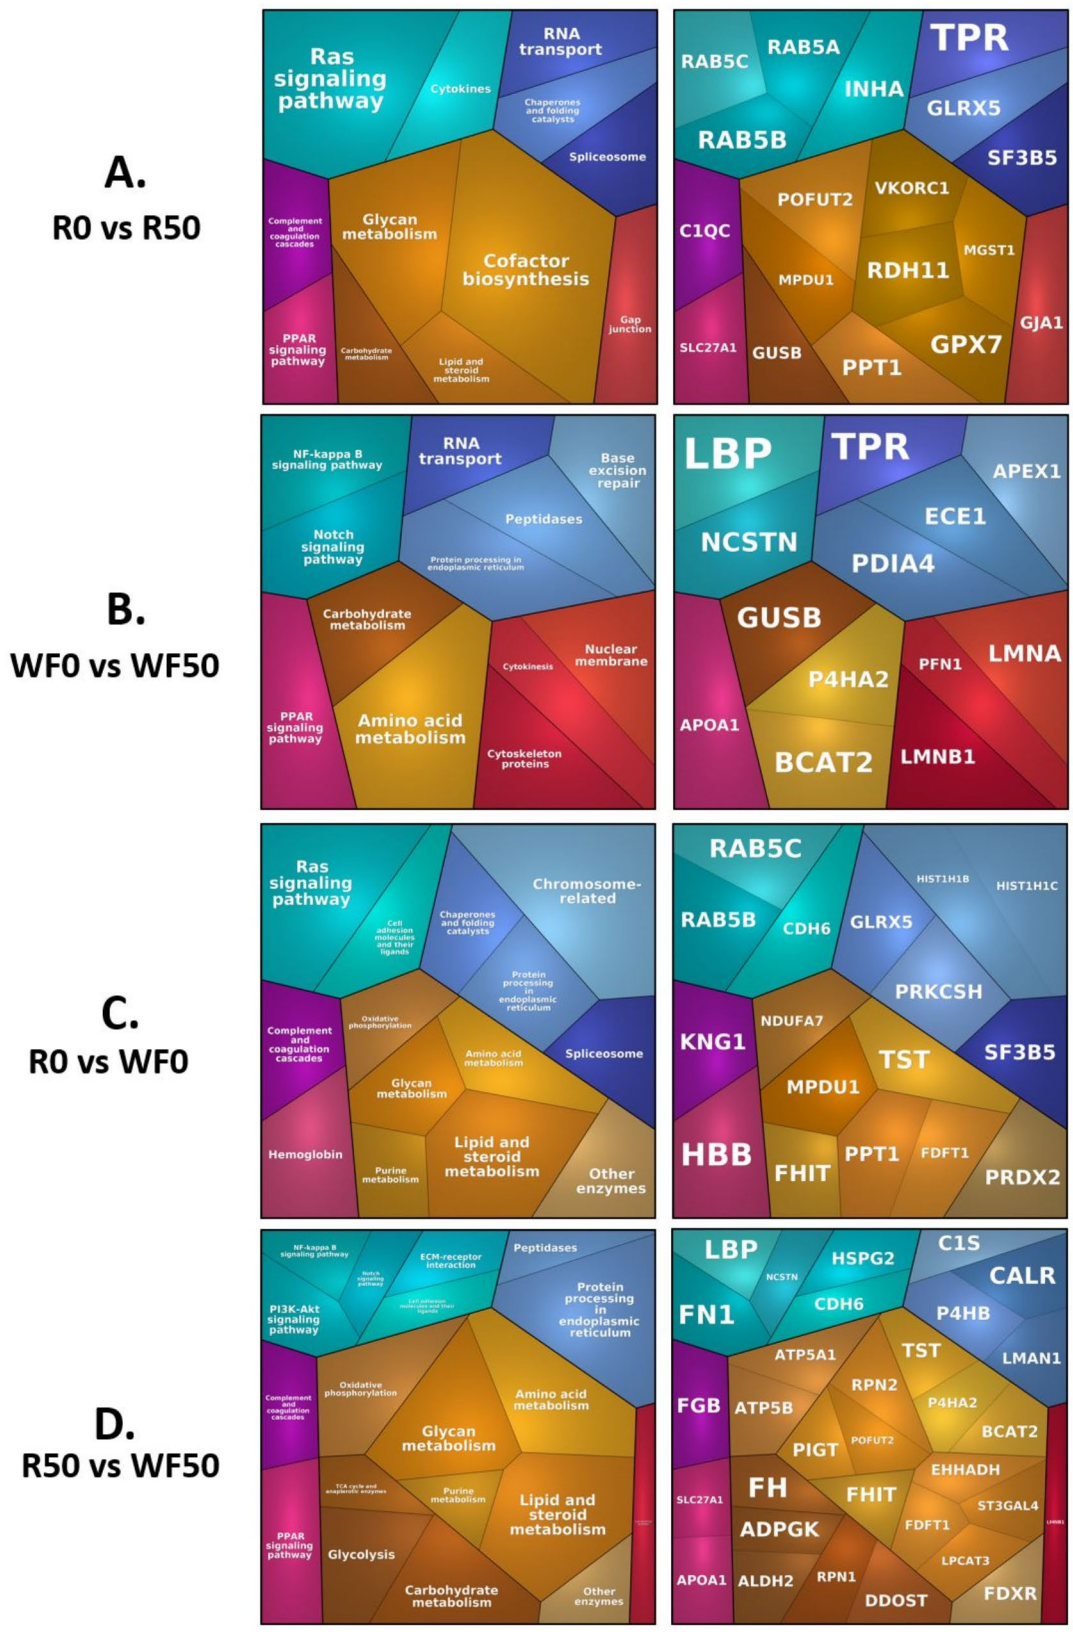 A.
R0 vs R50
Ras
signaling
pathway
Cytokines
RNA
transport
Chaperones
and folding
catalysts
Spliceosome
Complement
and
coagulation
cascades
Glycan
metabolism
Cofactor
biosynthesis
PPAR
signaling
pathway
Carbohydrate
metabolism
Lipid and
steroid
metabolism
Gap
junction
RAB5C
RAB5A
RAB5B
INHA
TPR
GLRX5
SF3B5
C1QC
POFUT2
VKORC1
MGST1
RDH11
MPDU1
SLC27A1
GUSB
PPT1
GPX7
GJA1
B.
WF0 vs WF50
NF-kappa B
signaling pathway
RNA
transport
Base
excision
repair
Notch
signaling
pathway
Peptidases
Protein processing in
endoplasmic reticulum
Carbohydrate
metabolism
Cytokinesis
Nuclear
membrane
PPAR
signaling
pathway
Amino acid
metabolism
Cytoskeleton
proteins
LBP
TPR
APEX1
NCSTN
ECE1
PDIA4
GUSB
P4HA2
PFN1
LMNA
APOA1
BCAT2
LMNB1
C.
R0 vs WF0
Ras
signaling
pathway
Cell
adhesion
molecules
and their
ligands
Chaperones
and folding
catalysts
Chromosome-
related
Protein
processing
in
endoplasmic
reticulum
Complement
and
coagulation
cascades
Oxidative
phosphorylation
Amino acid
metabolism
Spliceosome
Glycan
metabolism
Hemoglobin
Purine
metabolism
Lipid and
steroid
metabolism
Other
enzymes
RAB5C
RAB5B
CDH6
GLRX5
HIST1H1B
HIST1H1C
PRKCSH
KNG1
NDUFA7
TST
SF3B5
MPDU1
HBB
FHIT
PPT1
FDFT1
PRDX2
D.
R50 vs WF50
NF-kappa B
signaling pathway
Notch
signaling
pathway
ECM-receptor
interaction
Peptidases
PI3K-Akt
signaling
pathway
Cell adhesion
molecules and their
ligands
Protein
processing
in
endoplasmic
reticulum
Complement
and
coagulation
cascades
Oxidative
phosphorylation
Glycan
metabolism
Amino acid
metabolism
TCA cycle and
anaplerotic enzymes
Purine
metabolism
Lipid and
steroid
metabolism
PPAR
signaling
pathway
Glycolysis
Carbohydrate
metabolism
Other
enzymes
LBP
NCSTN
HSPG2
C1S
CALR
FN1
CDH6
P4HB
LMAN1
FGB
ATP5A1
TST
RPN2
ATP5B
P4HA2
BCAT2
PIGT
POFUT2
SLC27A1
FH
FHIT
EHHADH
ST3GAL4
ADPGK
FDFT1
LMNB1
APOA1
ALDH2
RPN1
LPCAT3
DDOST
FDXR